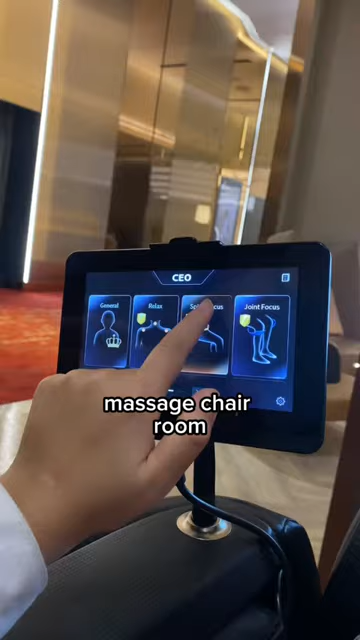 CEO
General
Relax
Joint Focus
massage chair
room